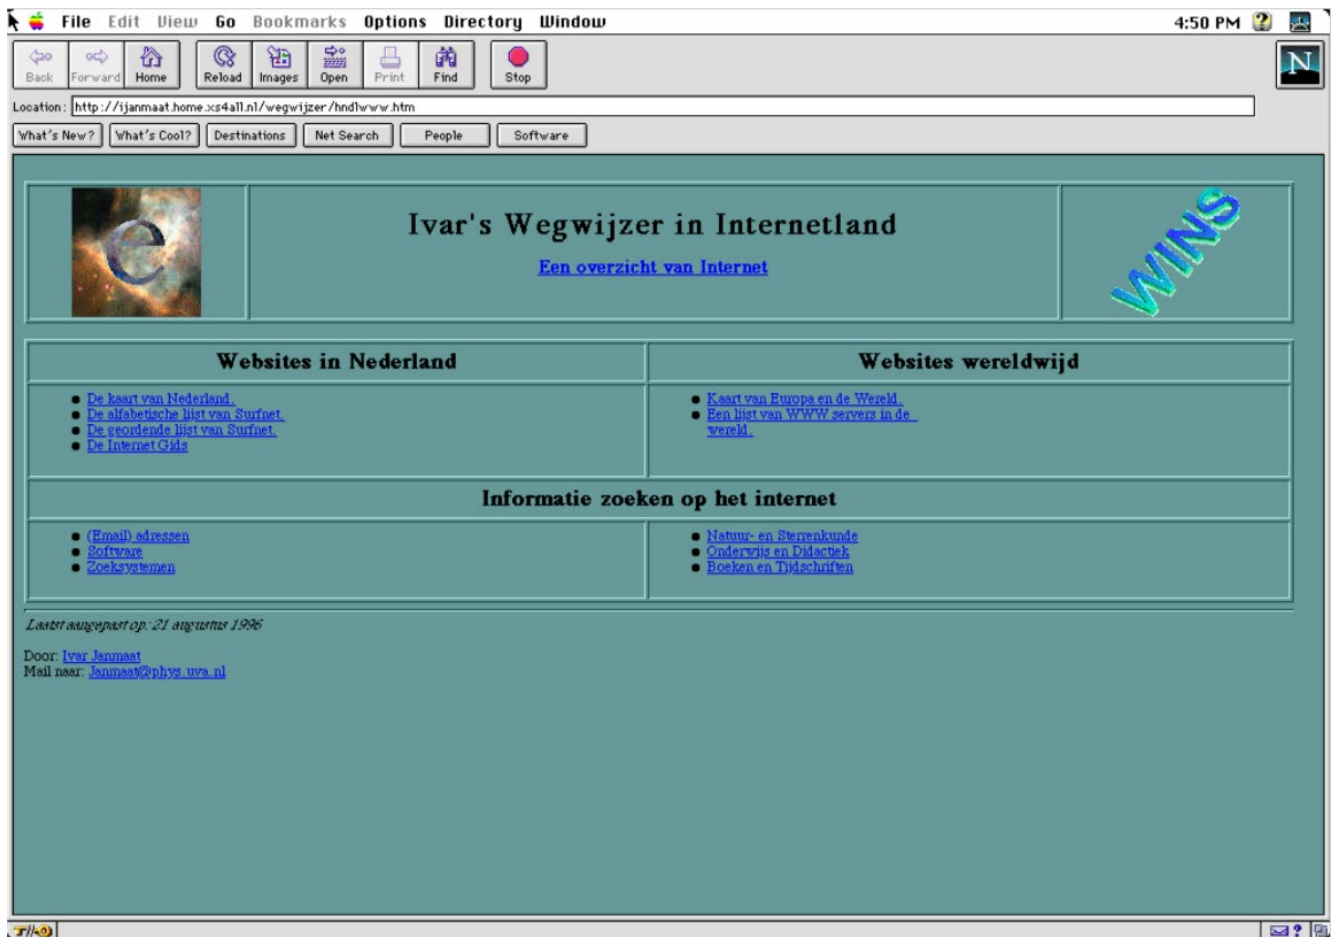 File Edit View Go Bookmarks Options Directory Window 4:50 PM
Back Forward Home Reload Images Open Print Find Stop
N
Location: http://ijanmaat.home.xs4all.nl/wegwijzer/hndlwww.htm
What's New? What's Cool? Destinations Net Search People Software
e
Ivar's Wegwijzer in Internetland
Een overzicht van Internet
WINS
Websites in Nederland
Websites wereldwijd
De kaart van Nederland.
De alfabetische lijst van Surfnet.
De geordende lijst van Surfnet.
De Internet Gids
Kaart van Europa en de Wereld.
Een lijst van WWW servers in de
wereld.
Informatie zoeken op het internet
(Email) adressen
Software
Zoeksystemen
Natuur- en Sterrenkunde
Onderwijs en Didactiek
Boeken en Tijdschriften
Laatst aangepast op: 21 augustus 1996
Door: Ivar Janmaat
Mail naar: Janmaat@phys.uva.nl